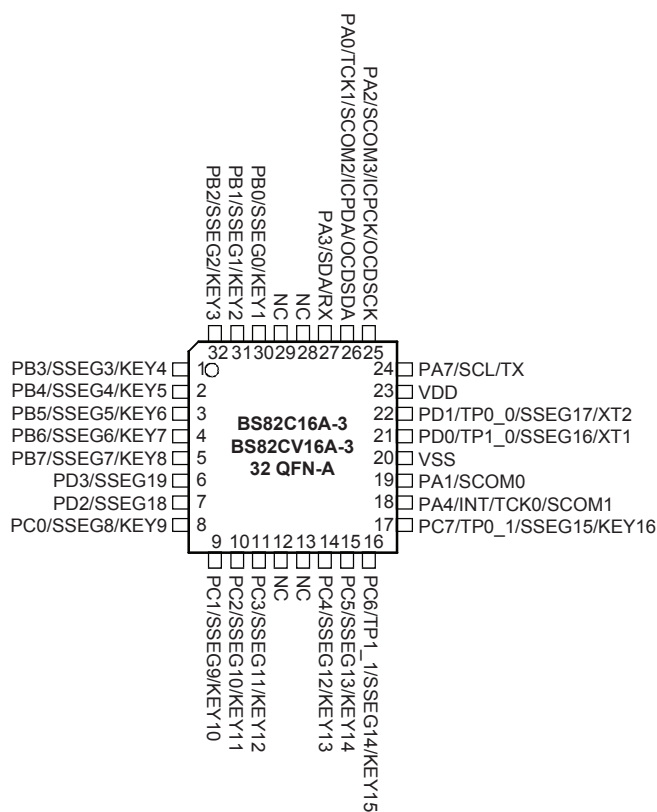 PB2/SSEG2/KEY3
PB1/SSEG1/KEY2
PB0/SSEG0/KEY1
NC
NC
PA3/SDA/RX
PA0/TCK1/SCOM2/ICPDA/OCDSDA
PA2/SCOM3/ICPCK/OCDSCK
32 31 30 29 28 27 26 25
PB3/SSEG3/KEY4 1
PB4/SSEG4/KEY5 2
PB5/SSEG5/KEY6 3
PB6/SSEG6/KEY7 4
PB7/SSEG7/KEY8 5
PD3/SSEG19 6
PD2/SSEG18 7
PC0/SSEG8/KEY9 8
BS82C16A-3
BS82CV16A-3
32 QFN-A
24 PA7/SCL/TX
23 VDD
22 PD1/TP0_0/SSEG17/XT2
21 PD0/TP1_0/SSEG16/XT1
20 VSS
19 PA1/SCOM0
18 PA4/INT/TCK0/SCOM1
17 PC7/TP0_1/SSEG15/KEY16
9 10 11 12 13 14 15 16
PC1/SSEG9/KEY10
PC2/SSEG10/KEY11
PC3/SSEG11/KEY12
NC
NC
PC4/SSEG12/KEY13
PC5/SSEG13/KEY14
PC6/TP1_1/SSEG14/KEY15